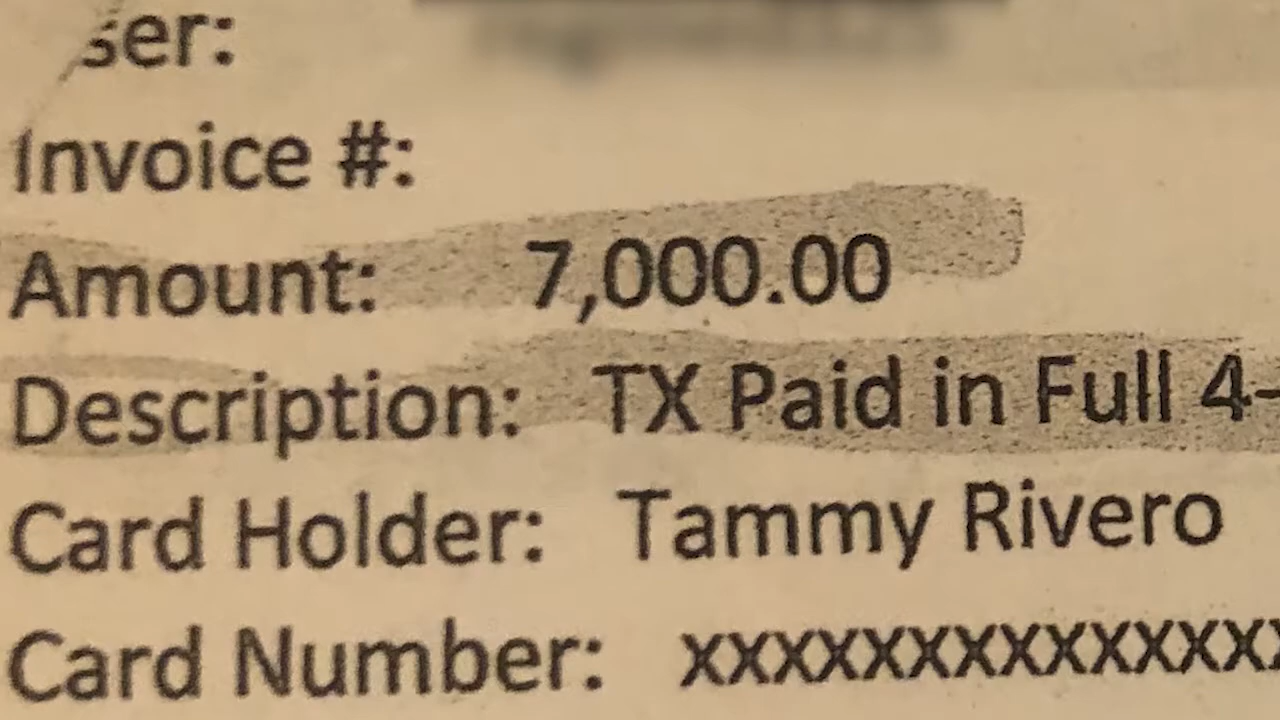 ser:
Invoice #:
Amount: 7,000.00
Description: TX Paid in Full 4-
Card Holder: Tammy Rivero
Card Number: xxxxxxxxxxxxxx